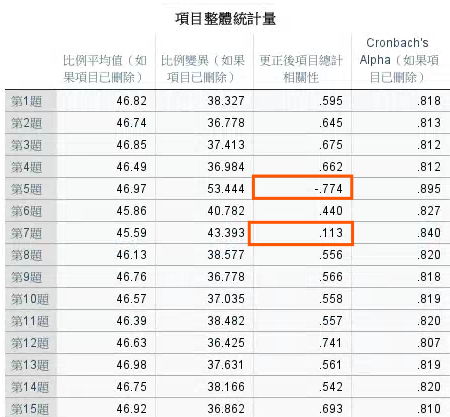 項目整體統計量
比例平均值（如果項目已刪除） 比例變異（如果項目已刪除） 更正後項目總計相關性 Cronbach's Alpha（如果項目已刪除）
第1題 46.82 38.327 .595 .818
第2題 46.74 36.778 .645 .813
第3題 46.85 37.413 .675 .812
第4題 46.49 36.984 .662 .812
第5題 46.97 53.444 -.774 .895
第6題 45.86 40.782 .440 .827
第7題 45.59 43.393 .113 .840
第8題 46.13 38.577 .556 .820
第9題 46.76 36.778 .566 .818
第10題 46.57 37.035 .558 .819
第11題 46.39 38.482 .557 .820
第12題 46.63 36.425 .741 .807
第13題 46.98 37.631 .561 .819
第14題 46.75 38.166 .542 .820
第15題 46.92 36.862 .693 .810